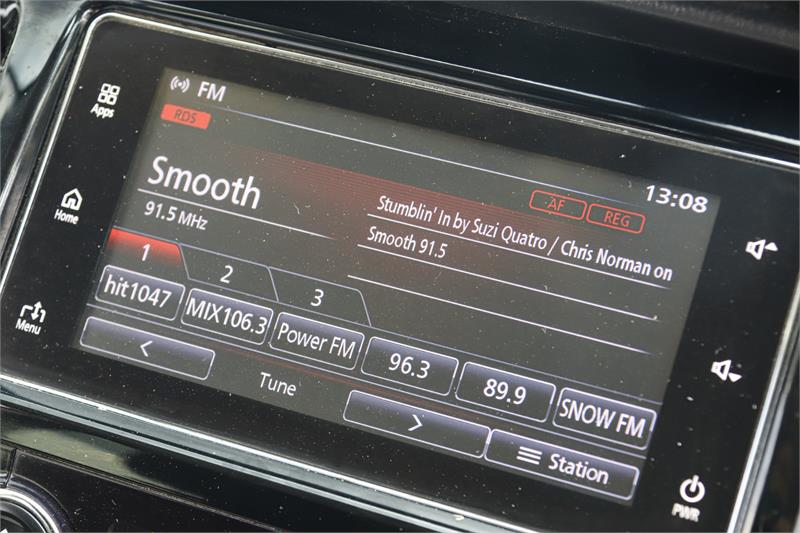 Apps
FM
RDS
13:08
Smooth
AF
REG
91.5 MHz
Stumblin' In by Suzi Quatro / Chris Norman on
Smooth 91.5
Home
1
2
3
hit1047
MIX106.3
Power FM
96.3
89.9
SNOW FM
Menu
<
Tune
>
Station
PWR